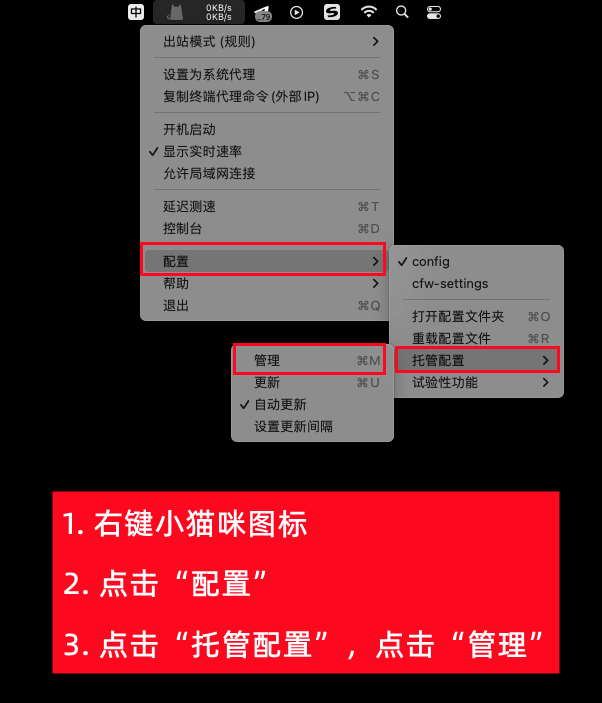 中 0KB/s
0KB/s
.79
出站模式 (规则)
设置为系统代理 ⌘S
复制终端代理命令 (外部 IP) ⌥⌘C
开机启动
✓ 显示实时速率
允许局域网连接
延迟测速 ⌘T
控制台 ⌘D
配置
帮助
退出 ⌘Q
✓ config
cfw-settings
打开配置文件夹 ⌘O
重载配置文件 ⌘R
托管配置
试验性功能
管理 ⌘M
更新 ⌘U
✓ 自动更新
设置更新间隔
1. 右键小猫咪图标
2. 点击“配置”
3. 点击“托管配置”，点击“管理”